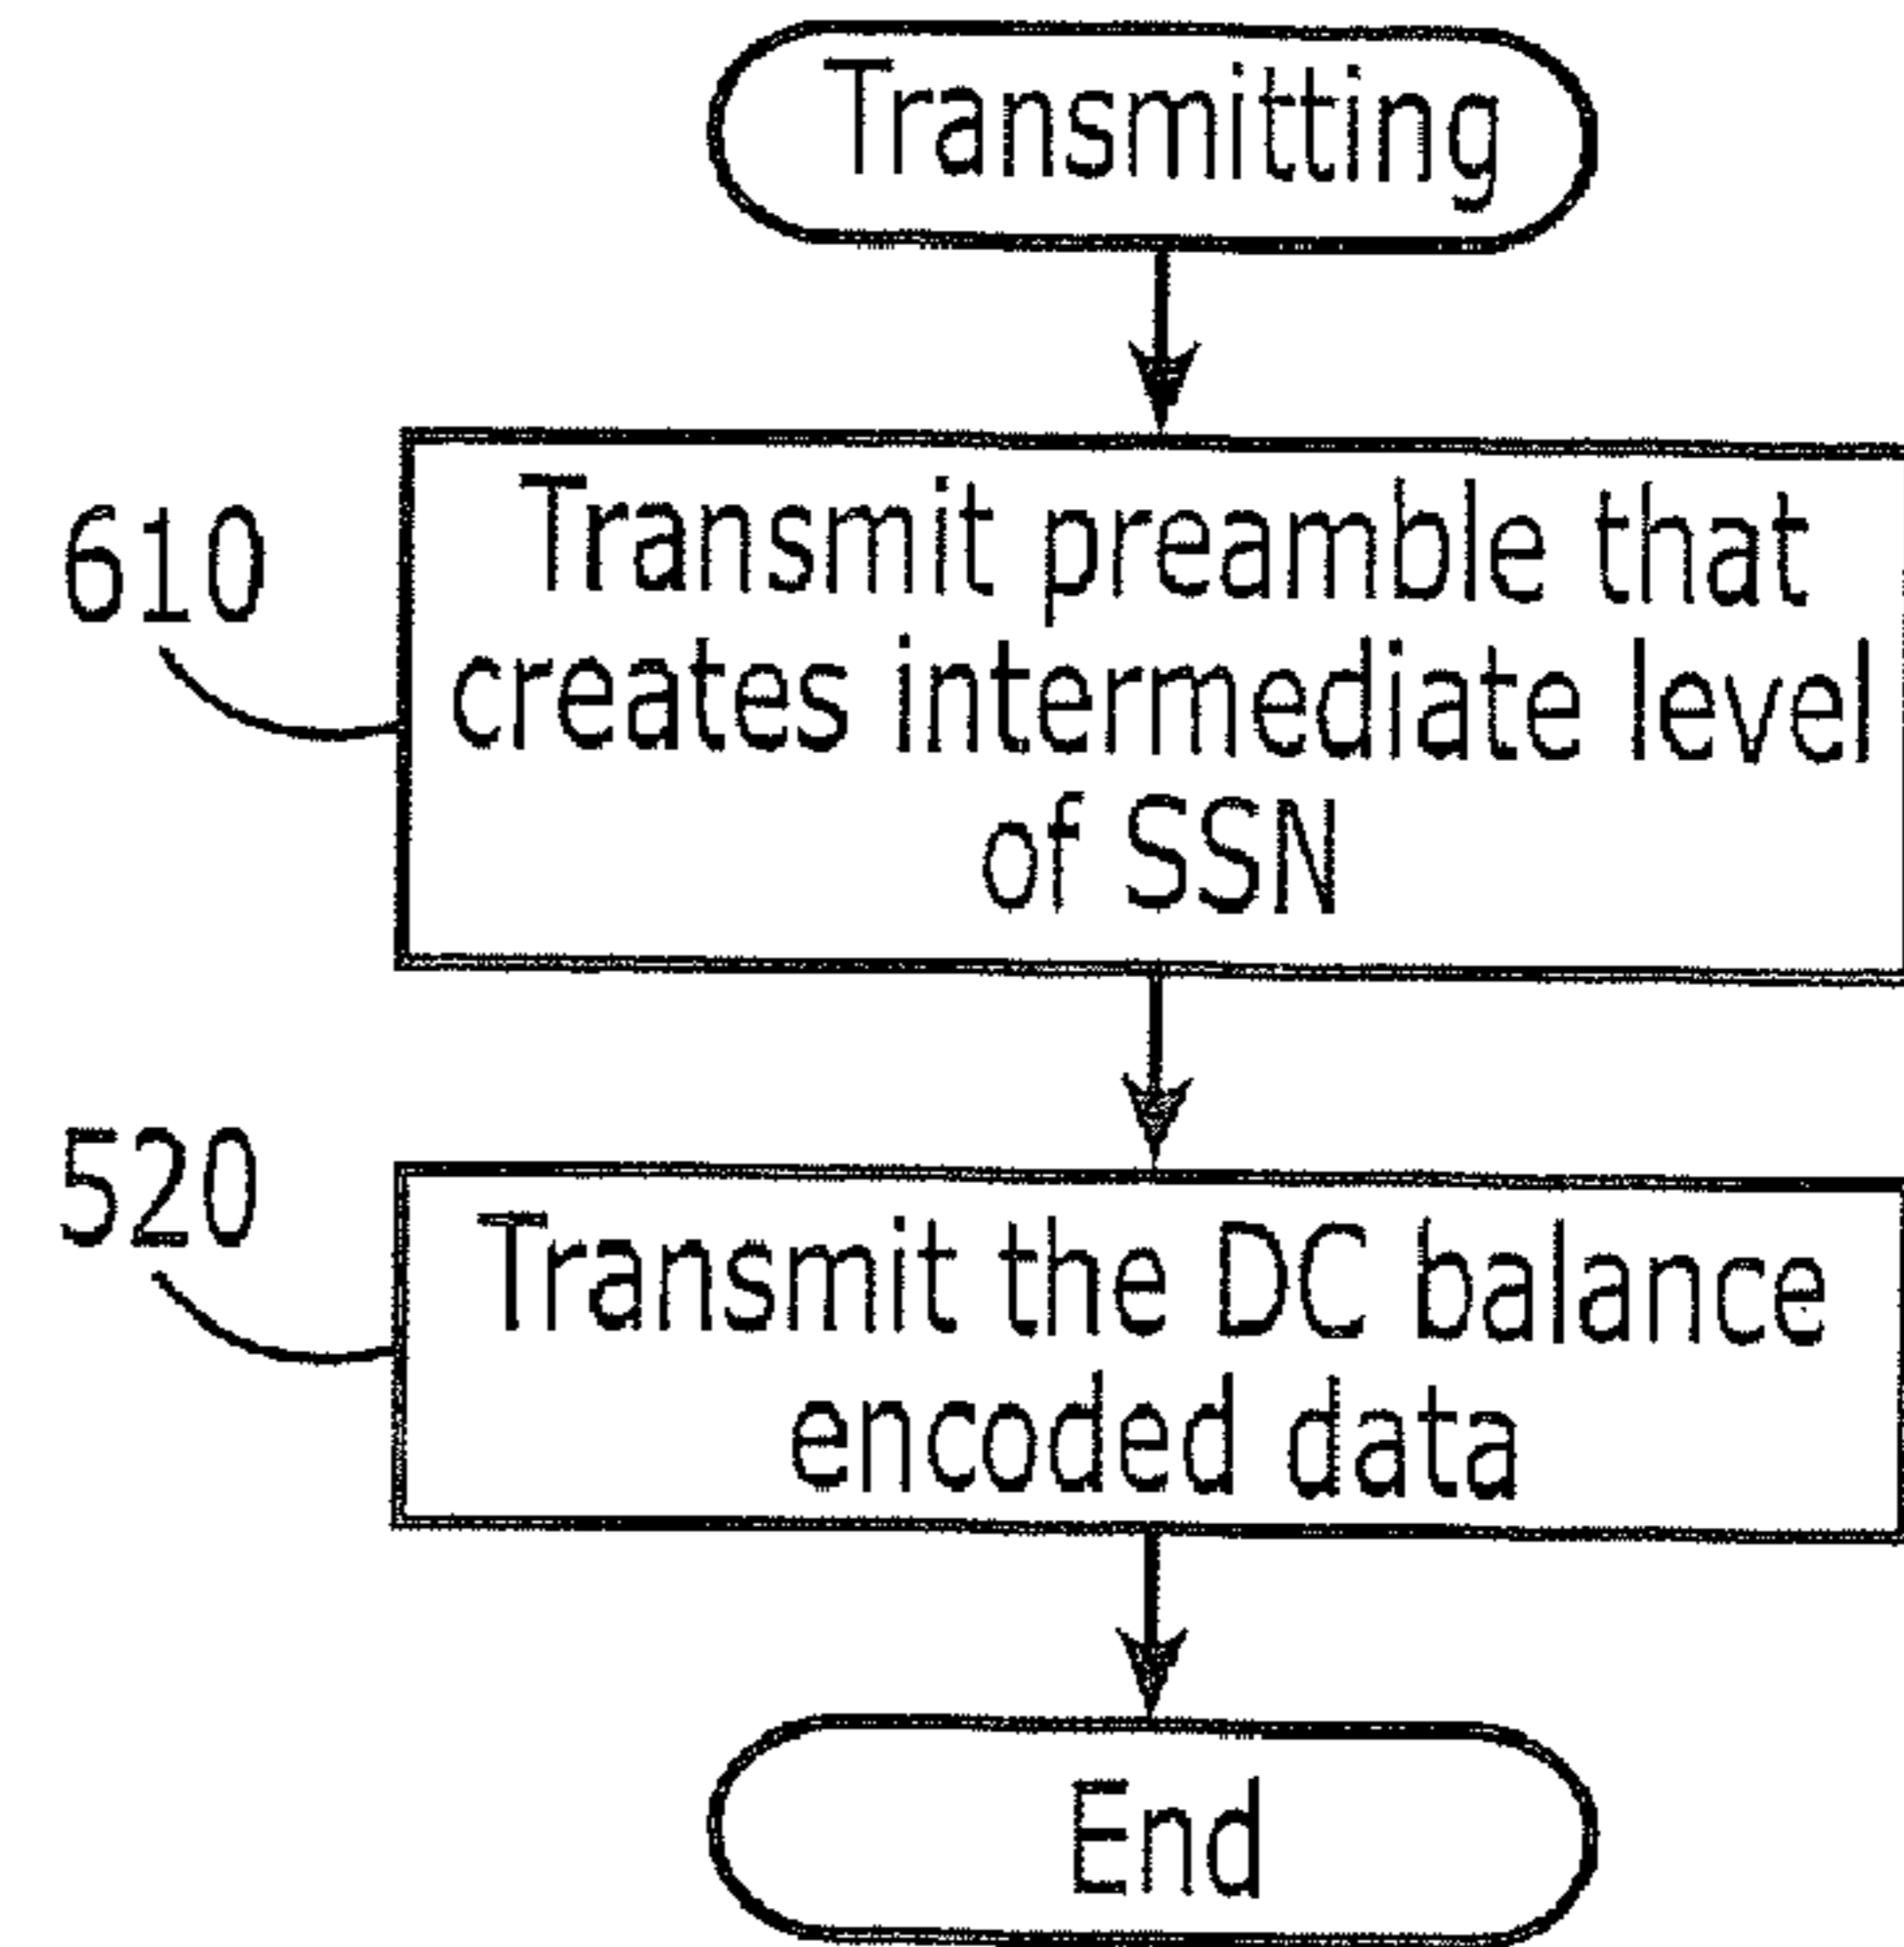 Transmitting
610
Transmit preamble that
creates intermediate level
of SSN
520
Transmit the DC balance
encoded data
End